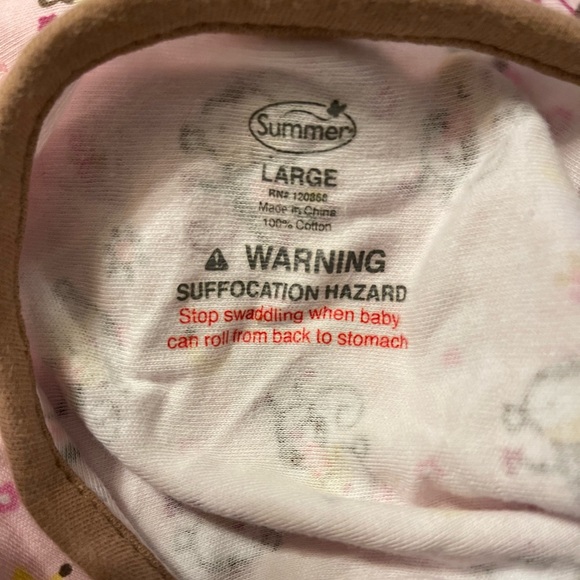 Summer
LARGE
RN# 120868
Made in China
100% Cotton
WARNING
SUFFOCATION HAZARD
Stop swaddling when baby
can roll from back to stomach